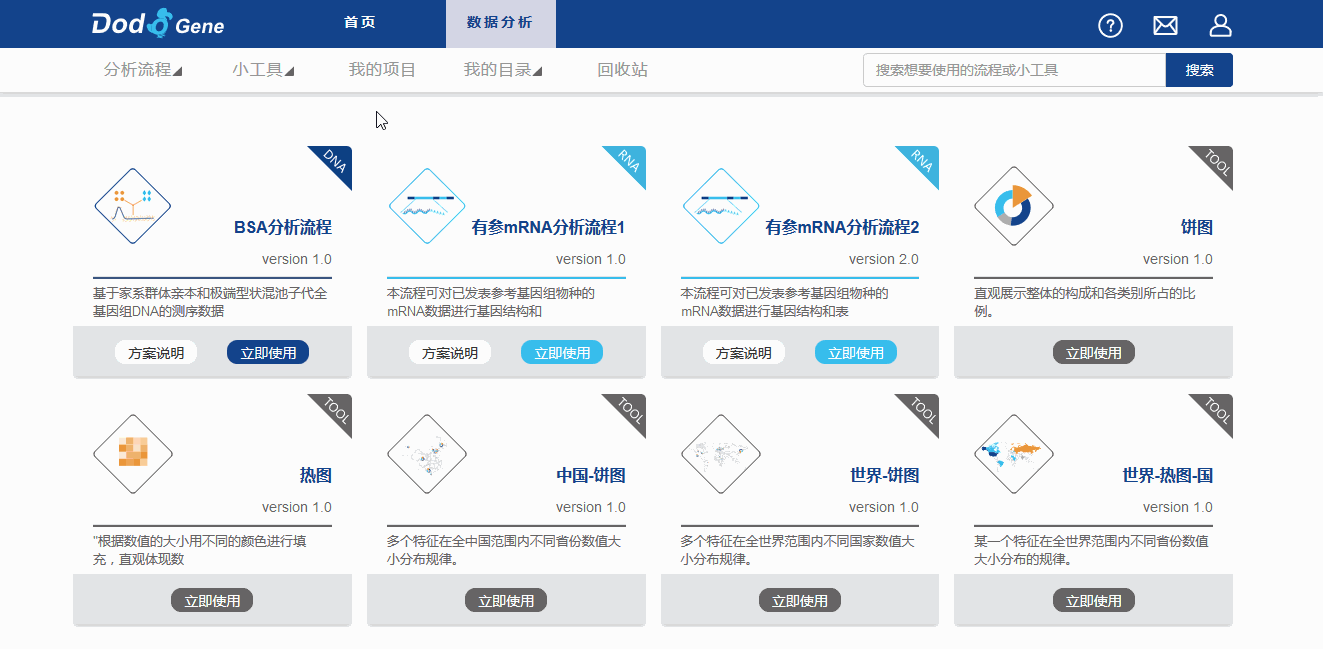 Dod Gene
首页
数据分析
分析流程
小工具
我的项目
我的目录
回收站
搜索想要使用的流程或小工具
搜索
DNA
BSA分析流程
version 1.0
基于家系群体亲本和极端型状混池子代全
基因组DNA的测序数据
方案说明
立即使用
RNA
有参mRNA分析流程1
version 1.0
本流程可对已发表参考基因组物种的
mRNA数据进行基因结构和
方案说明
立即使用
RNA
有参mRNA分析流程2
version 2.0
本流程可对已发表参考基因组物种的
mRNA数据进行基因结构和表
方案说明
立即使用
TOOL
饼图
version 1.0
直观展示整体的构成和各类别所占的比
例。
立即使用
TOOL
热图
version 1.0
"根据数值的大小用不同的颜色进行填
充，直观体现数
立即使用
TOOL
中国-饼图
version 1.0
多个特征在全中国范围内不同省份数值大
小分布规律。
立即使用
TOOL
世界-饼图
version 1.0
多个特征在全世界范围内不同国家数值大
小分布规律。
立即使用
TOOL
世界-热图-国
version 1.0
某一个特征在全世界范围内不同省份数值
大小分布的规律。
立即使用